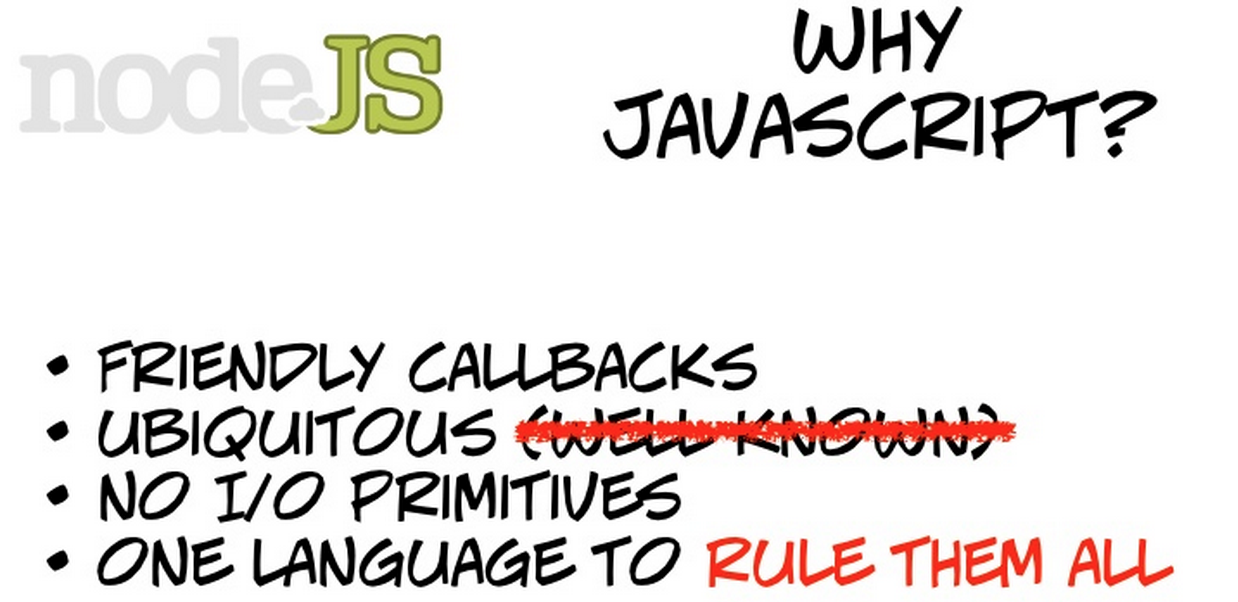 nodeJS
WHY
JAVASCRIPT?
• FRIENDLY CALLBACKS
• UBIQUITOUS (WELL KNOWN)
• NO I/O PRIMITIVES
• ONE LANGUAGE TO RULE THEM ALL